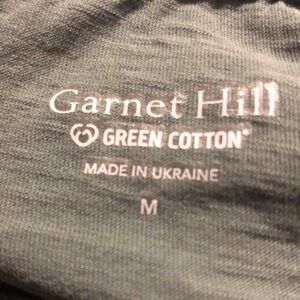 Garnet Hill
GREEN COTTON®
MADE IN UKRAINE
M